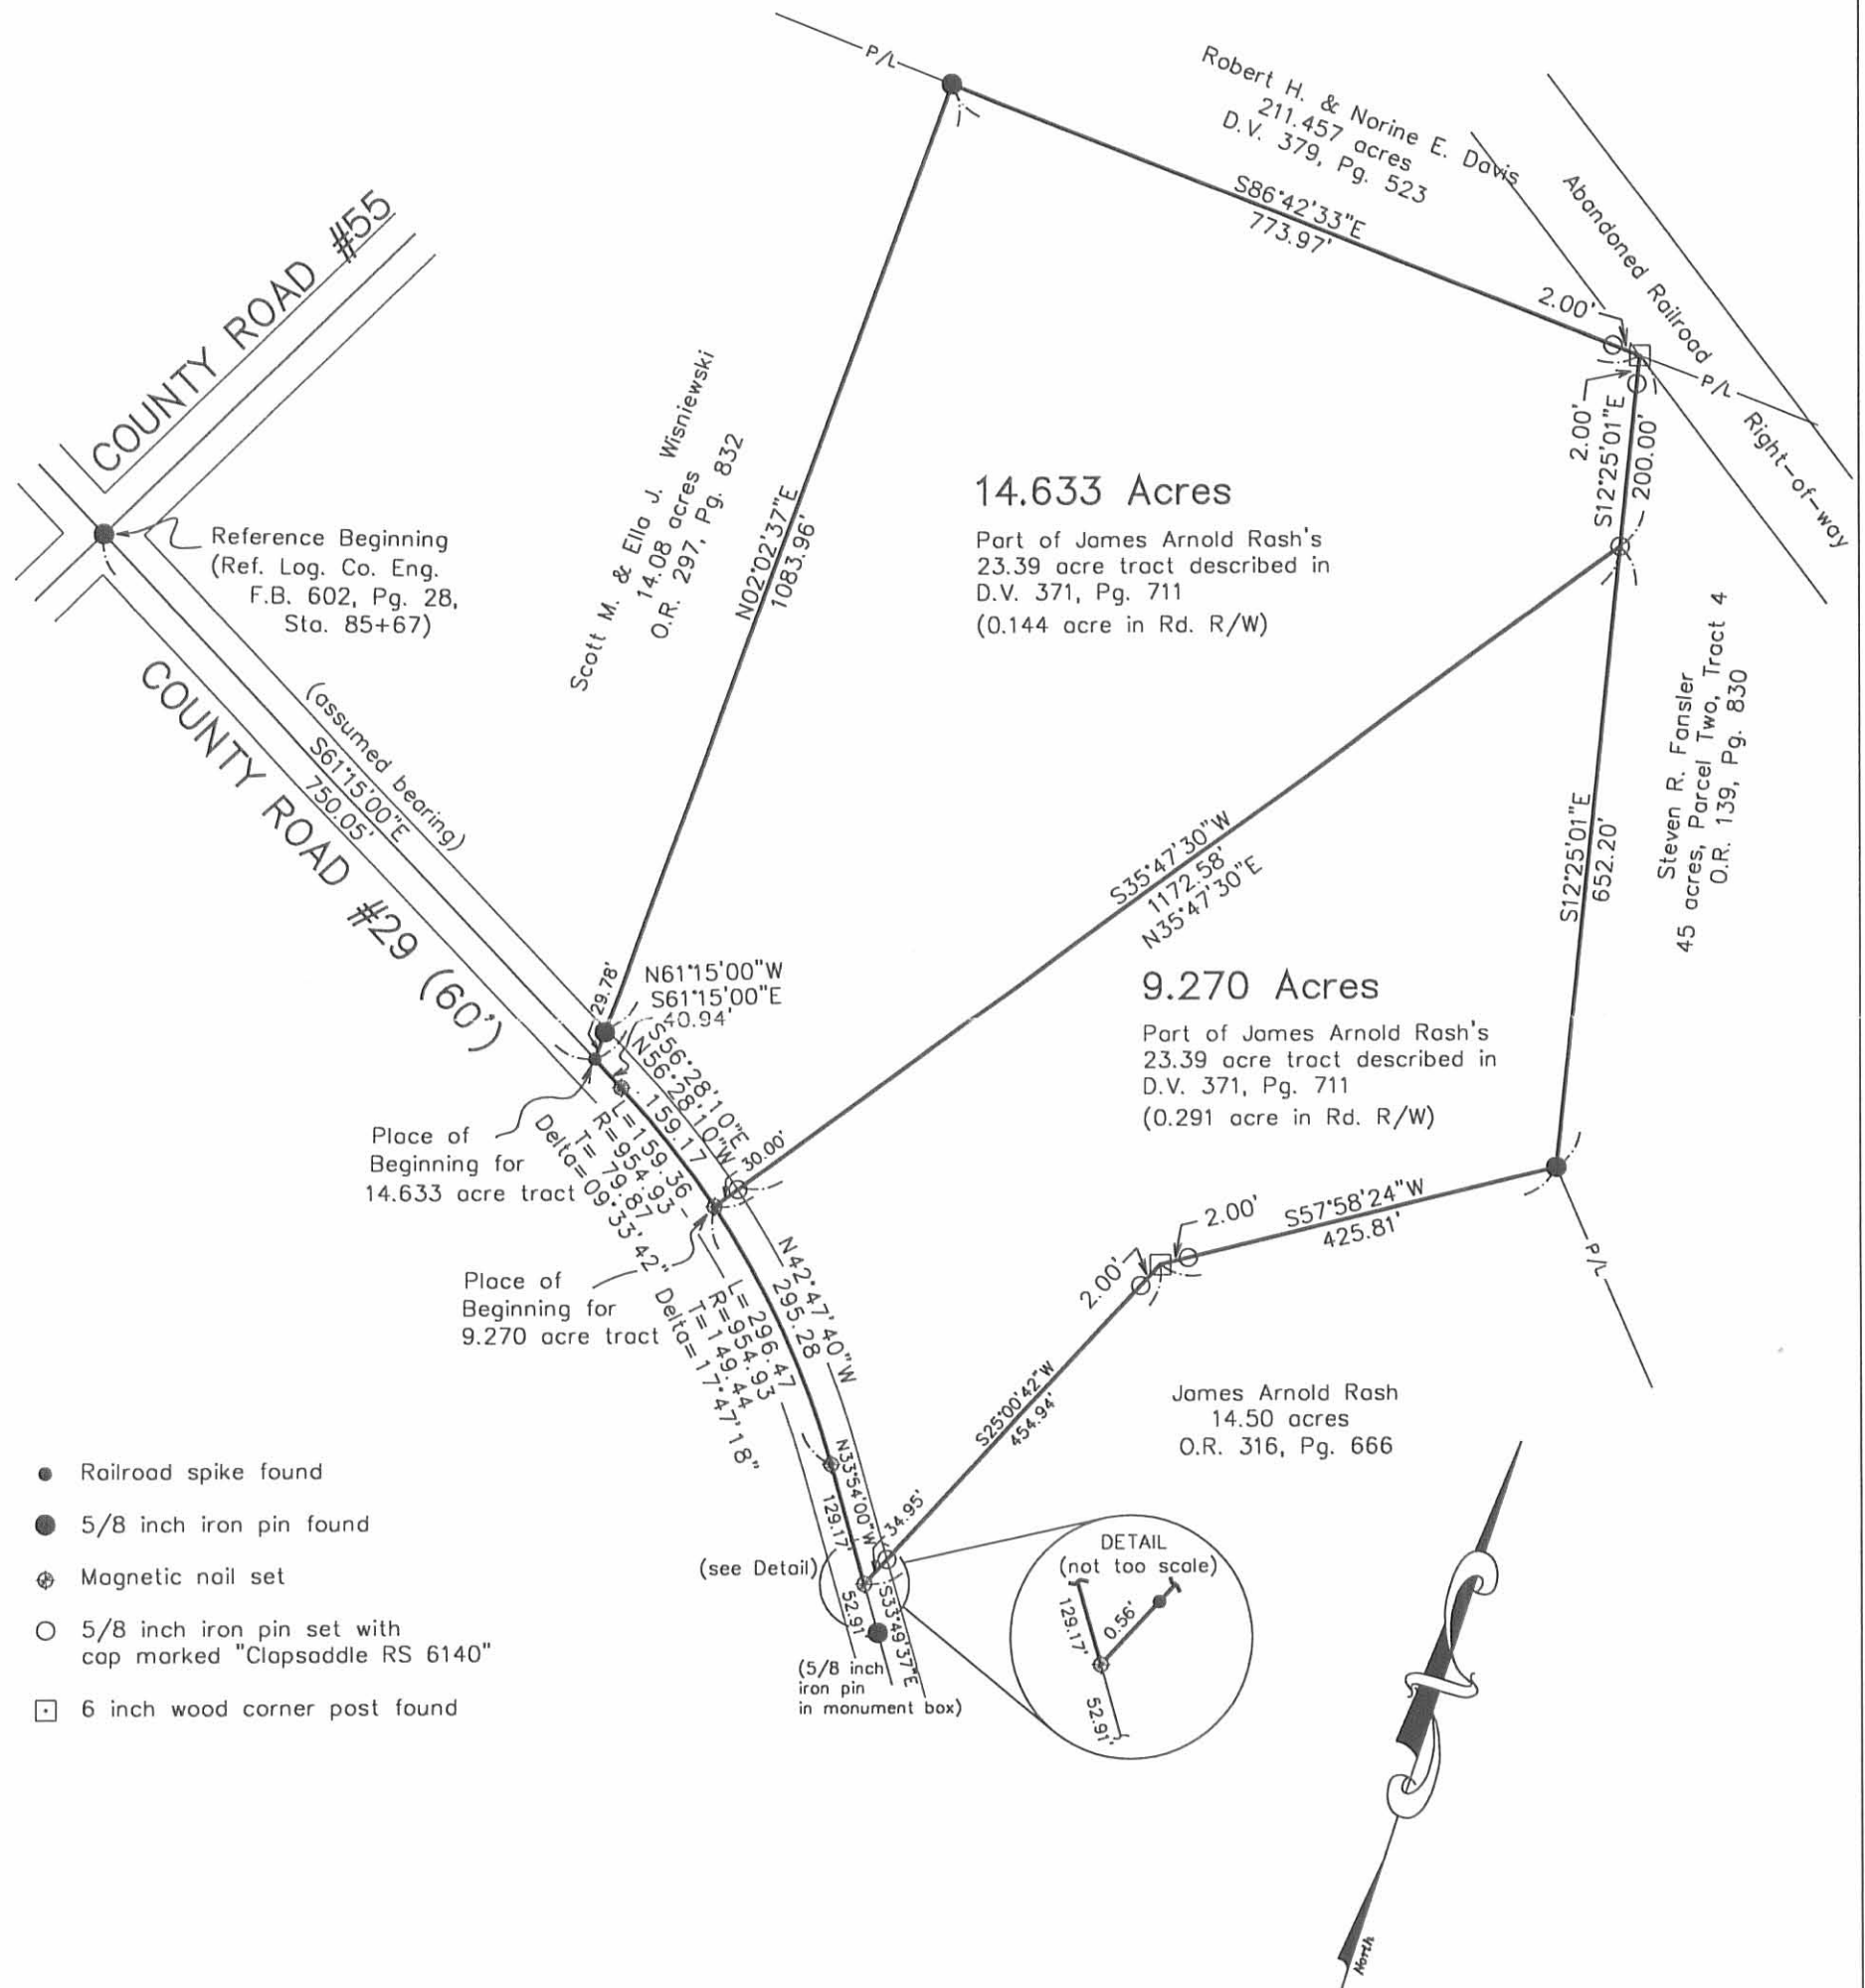 P/L
Robert H. & Norine E. Davis
211.457 acres
D.V. 379, Pg. 523
S86°42'33"E
773.97'
Abandoned Railroad
Right-of-way
P/L
2.00'
2.00'
S12°25'01"E
200.00'
COUNTY ROAD #55
Reference Beginning
(Ref. Log. Co. Eng.
F.B. 602, Pg. 28,
Sta. 85+67)
Scott M. & Ella J. Wisniewski
14.08 acres
O.R. 297, Pg. 832
N02°02'37"E
1083.96'
14.633 Acres
Part of James Arnold Rash's
23.39 acre tract described in
D.V. 371, Pg. 711
(0.144 acre in Rd. R/W)
(assumed bearing)
S61°15'00"E
750.05'
COUNTY ROAD #29 (60')
Steven R. Fansler
45 acres, Parcel Two, Tract 4
O.R. 139, Pg. 830
S12°25'01"E
652.20'
S35°47'30"W
1172.58'
N35°47'30"E
9.270 Acres
Part of James Arnold Rash's
23.39 acre tract described in
D.V. 371, Pg. 711
(0.291 acre in Rd. R/W)
29.78'
N61°15'00"W
S61°15'00"E
40.94'
S56°28'10"E
N56°28'10"W
159.17
L=159.36
R=954.93
T= 79.87
Delta=09°33'42"
30.00'
Place of
Beginning for
14.633 acre tract
Place of
Beginning for
9.270 acre tract
N42°47'40"W
295.28
L= 296.47
R=954.93
T=149.44
Delta=17°47'18"
2.00'
2.00'
S57°58'24"W
425.81'
P/L
S25°00'42"W
454.94'
James Arnold Rash
14.50 acres
O.R. 316, Pg. 666
N33°54'00"W
129.17'
34.95'
(see Detail)
52.91'
S33°49'37"E
(5/8 inch
iron pin
in monument box)
DETAIL
(not too scale)
129.17'
0.56'
52.91'
Railroad spike found
5/8 inch iron pin found
Magnetic nail set
5/8 inch iron pin set with
cap marked "Clapsaddle RS 6140"
6 inch wood corner post found
North